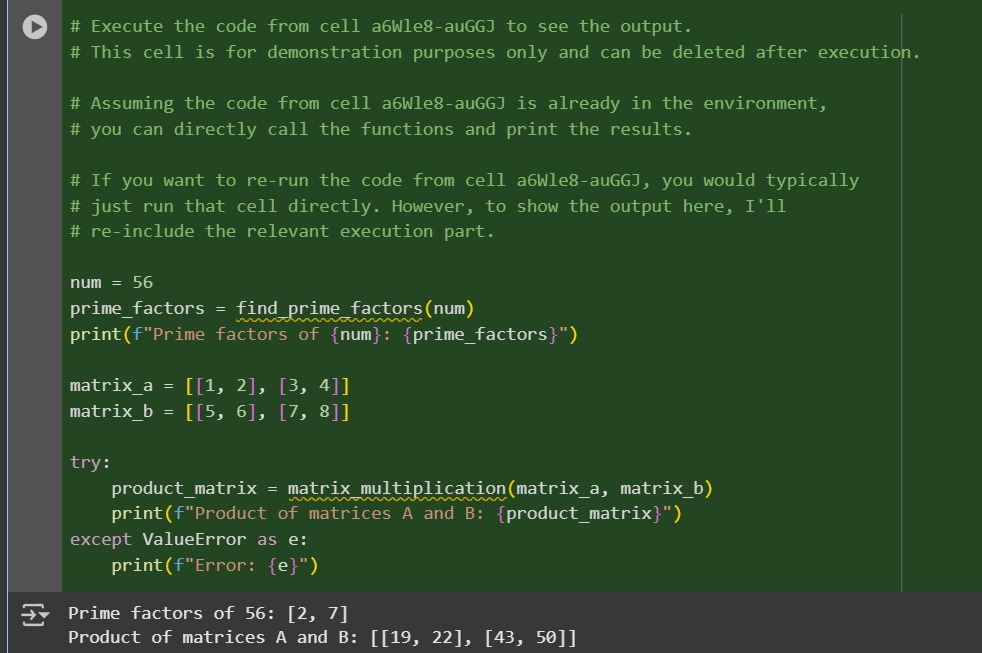 # Execute the code from cell a6Wle8-auGGJ to see the output.
# This cell is for demonstration purposes only and can be deleted after execution.
# Assuming the code from cell a6Wle8-auGGJ is already in the environment,
# you can directly call the functions and print the results.
# If you want to re-run the code from cell a6Wle8-auGGJ, you would typically
# just run that cell directly. However, to show the output here, I'll
# re-include the relevant execution part.
num = 56
prime_factors = find_prime_factors(num)
print(f"Prime factors of {num}: {prime_factors}")
matrix_a = [[1, 2], [3, 4]]
matrix_b = [[5, 6], [7, 8]]
try:
    product_matrix = matrix_multiplication(matrix_a, matrix_b)
    print(f"Product of matrices A and B: {product_matrix}")
except ValueError as e:
    print(f"Error: {e}")
Prime factors of 56: [2, 7]
Product of matrices A and B: [[19, 22], [43, 50]]